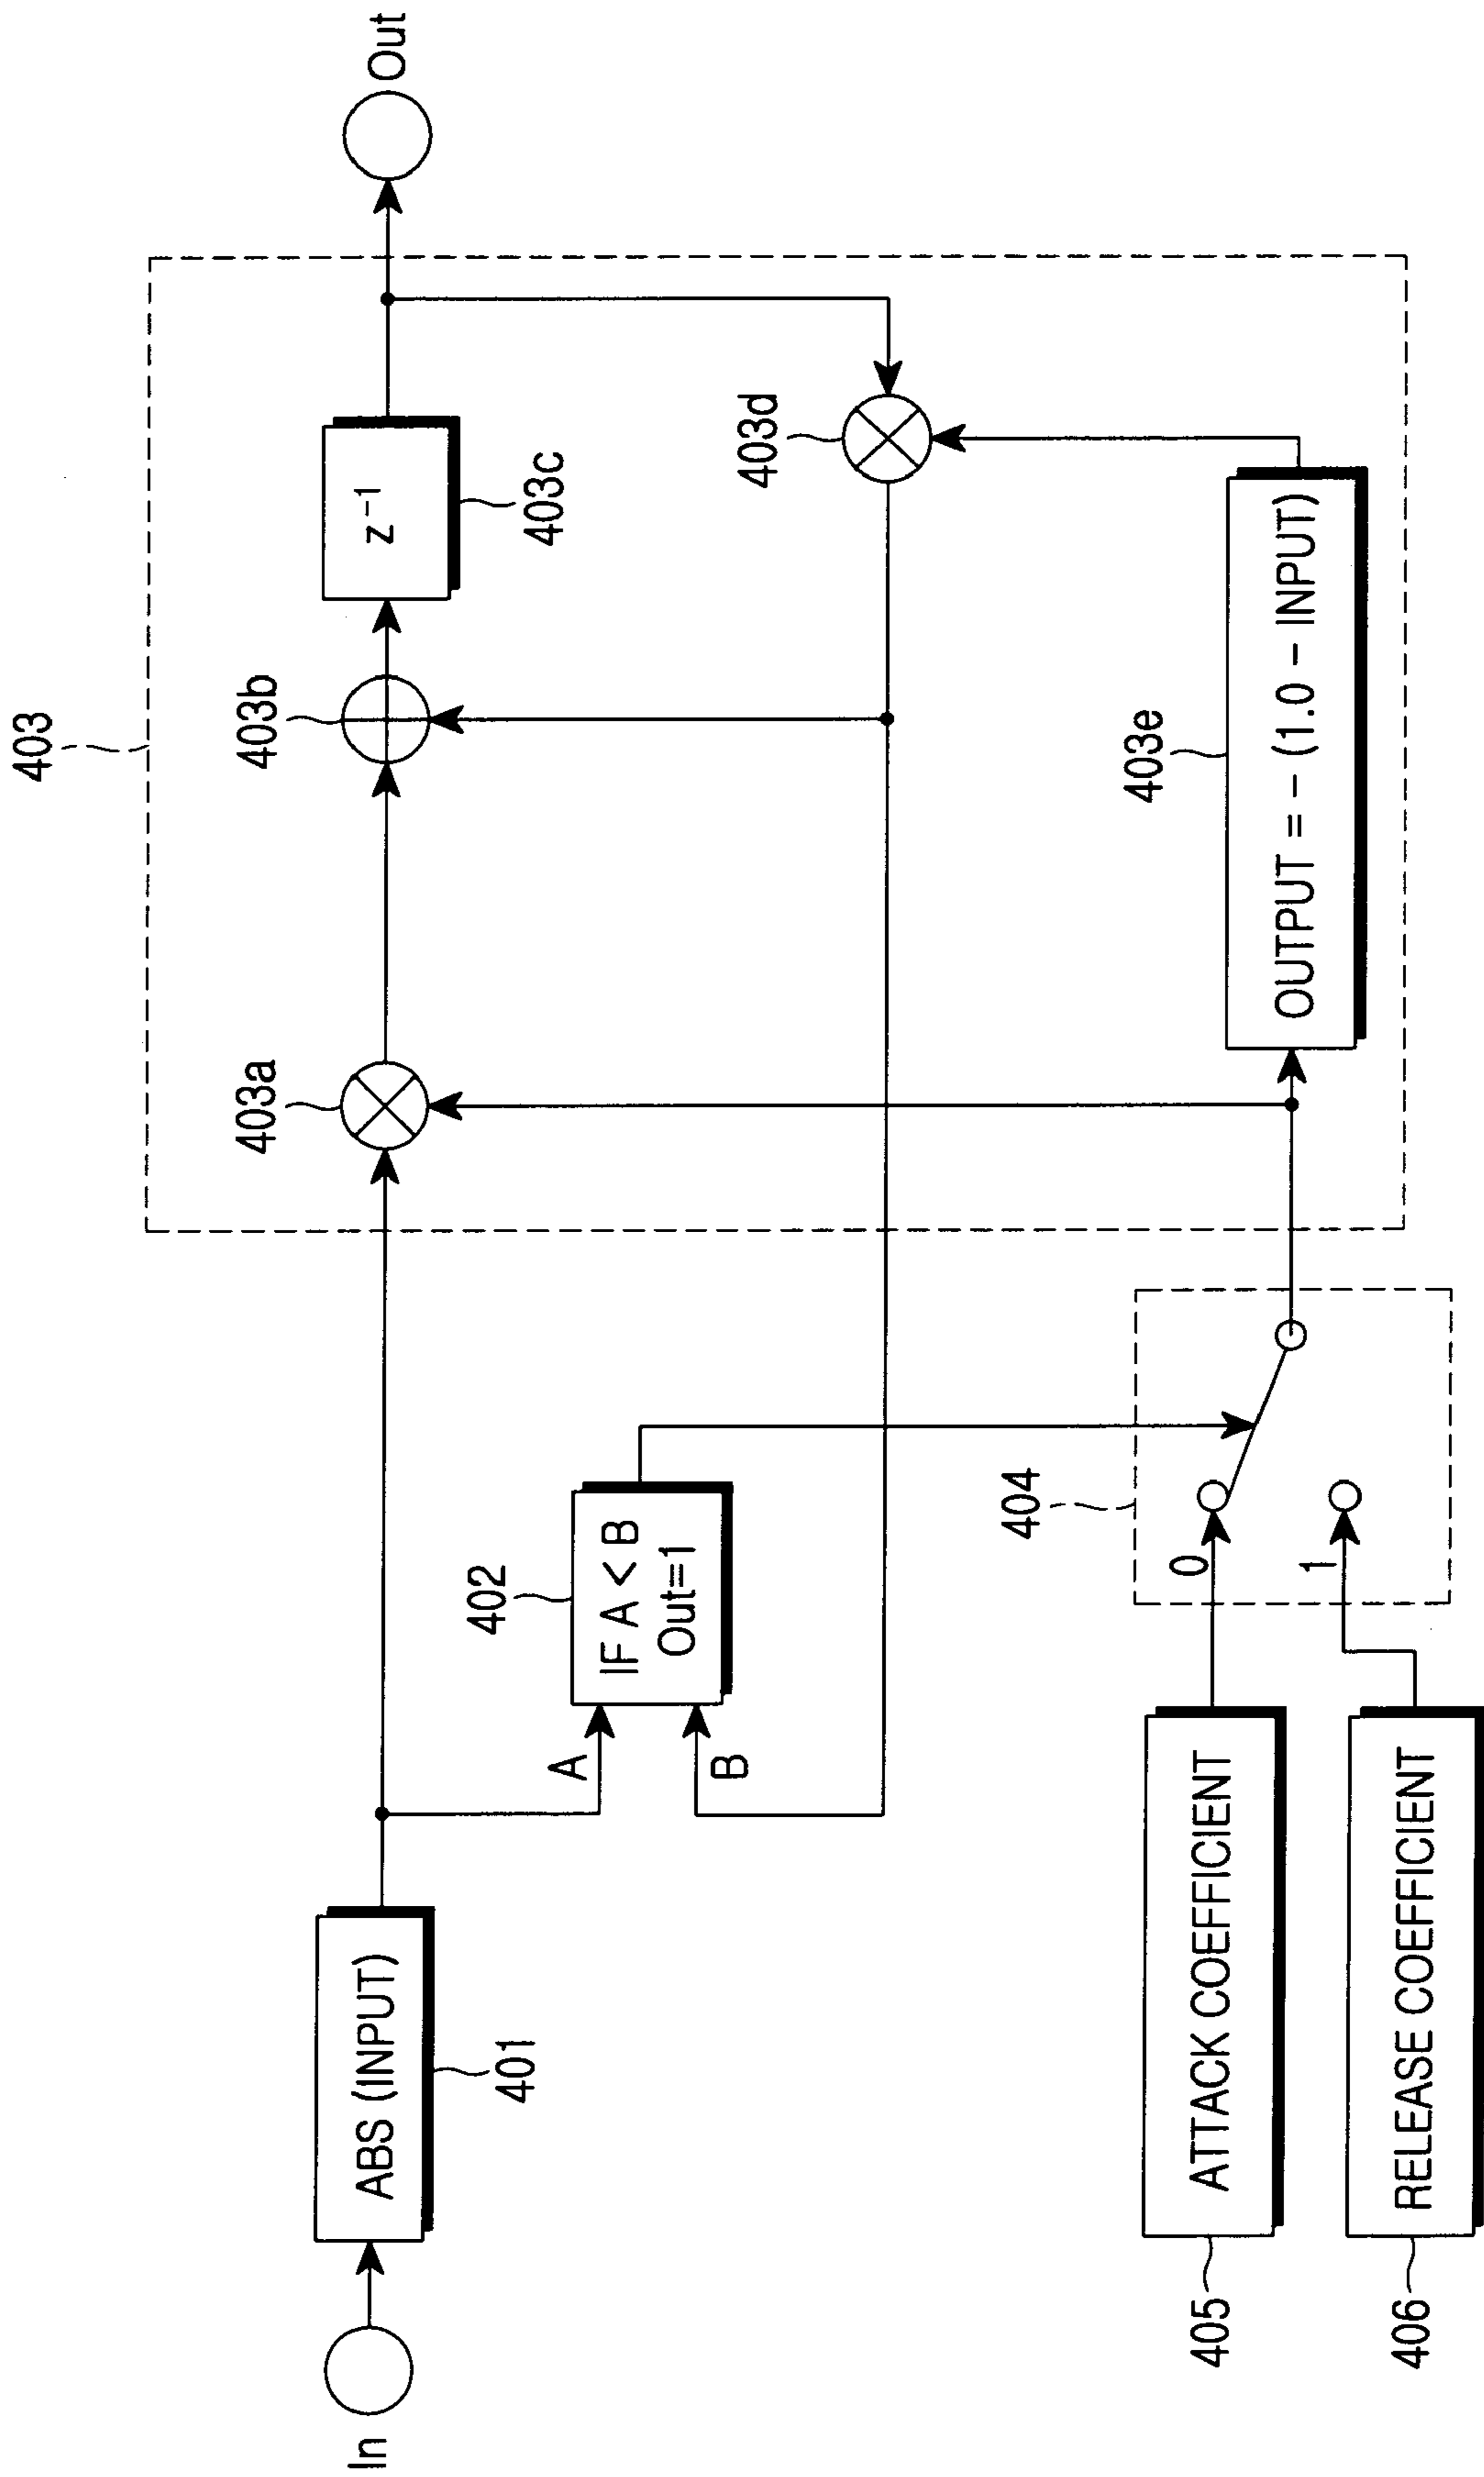 403
In
ABS (INPUT)
401
403a
403b
z⁻¹
403c
Out
A
B
402
IF A < B
Out=1
403d
404
0
1
403e
OUTPUT = – (1.0 – INPUT)
405
ATTACK COEFFICIENT
406
RELEASE COEFFICIENT